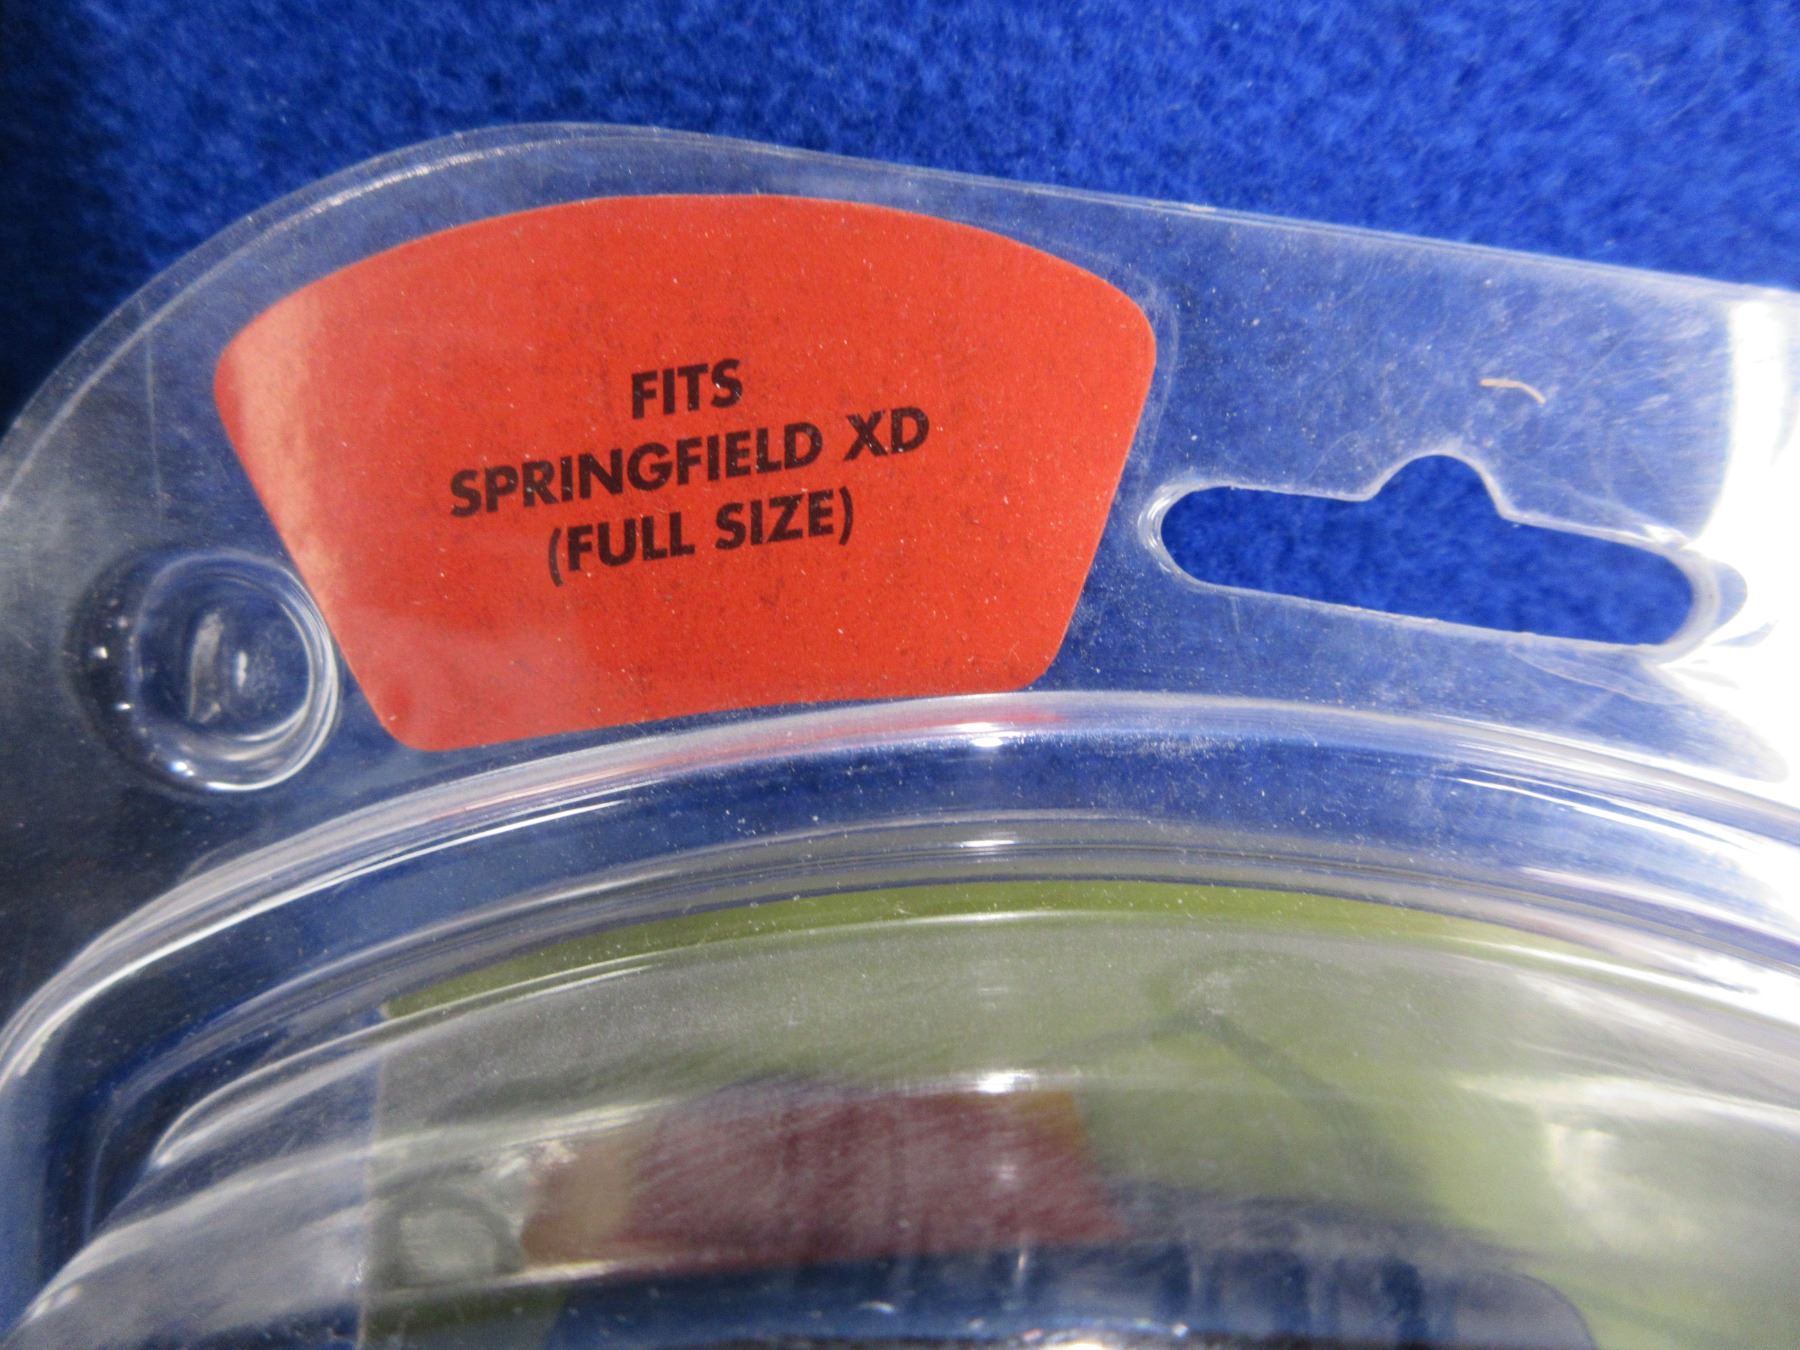 FITS
SPRINGFIELD XD
(FULL SIZE)